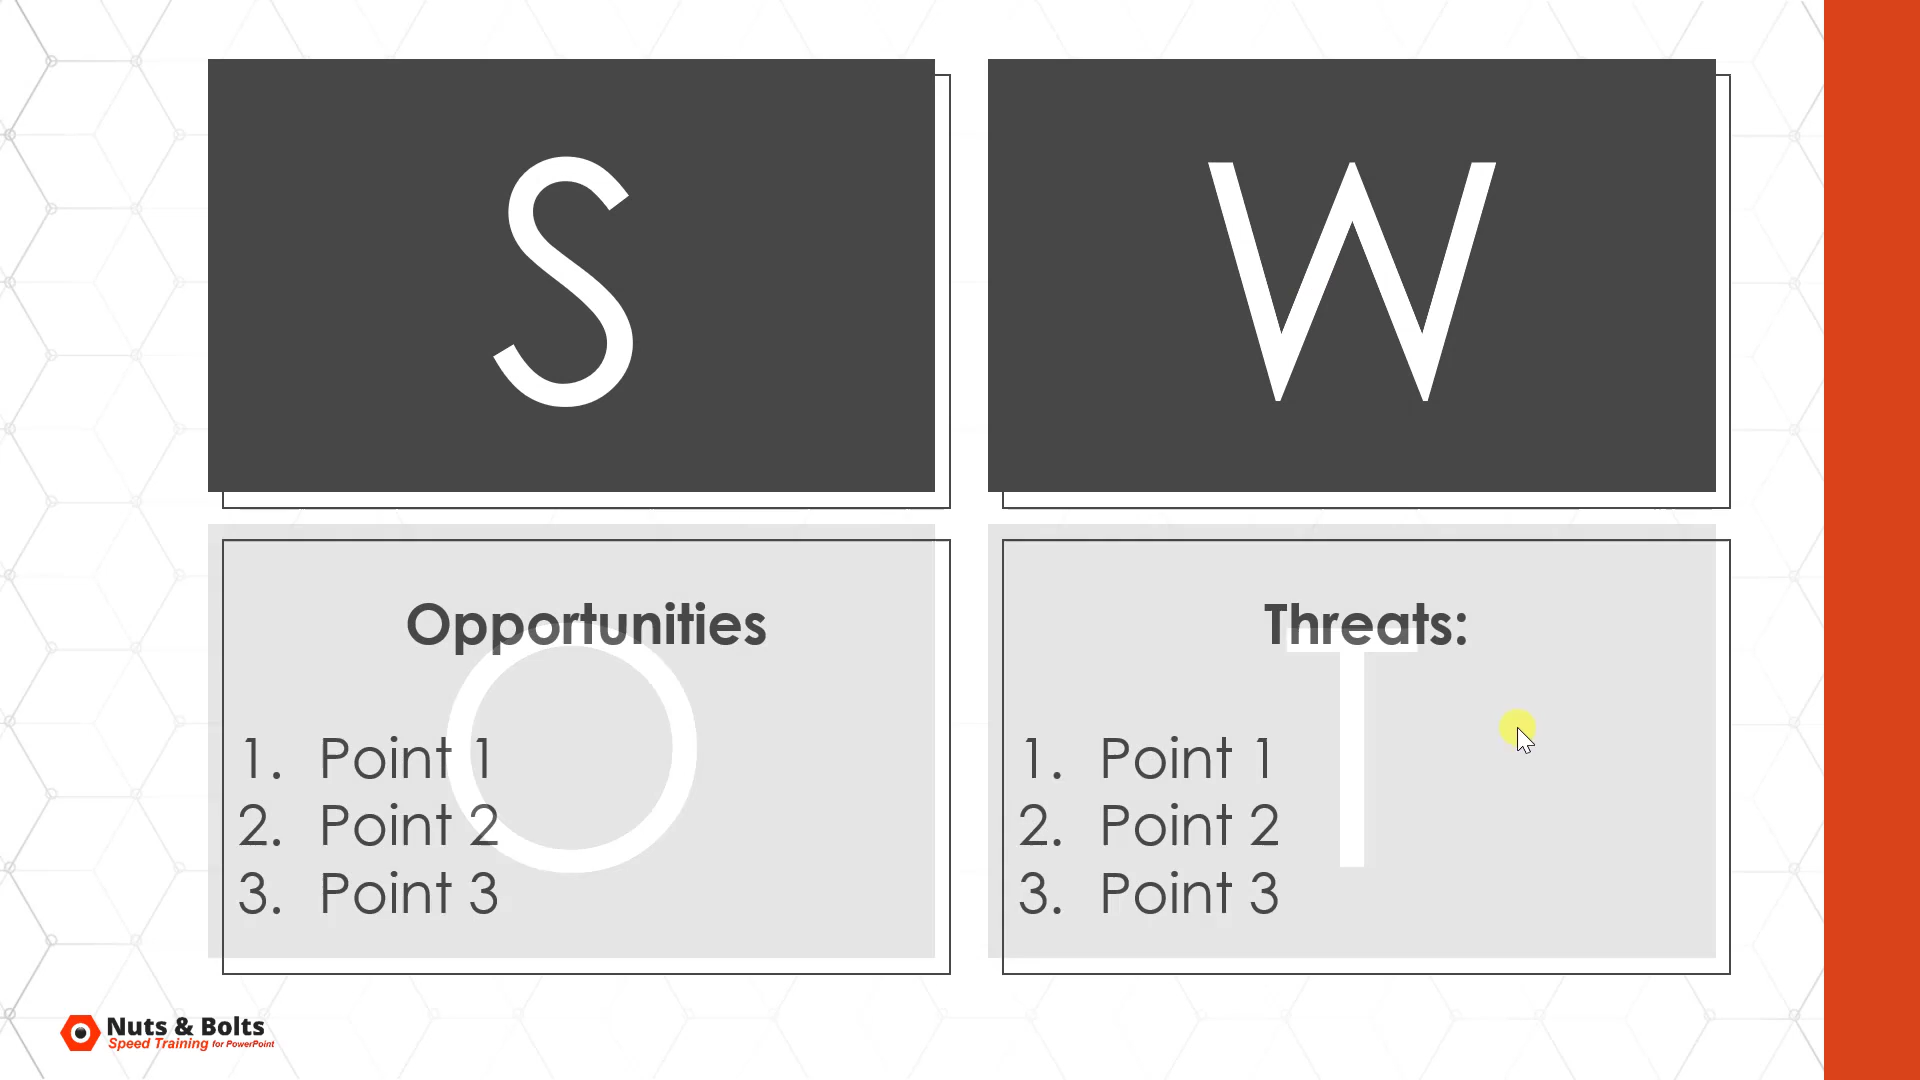 S
W
Opportunities
O
1. Point 1
2. Point 2
3. Point 3
Threats:
T
1. Point 1
2. Point 2
3. Point 3
Nuts & Bolts
Speed Training for PowerPoint